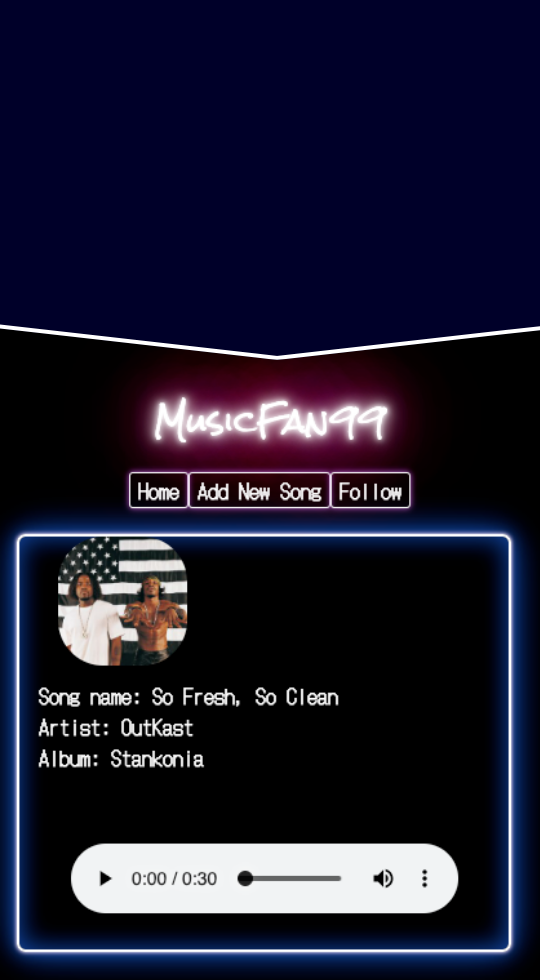 MusicFan99
Home Add New Song Follow
Song name: So Fresh, So Clean
Artist: OutKast
Album: Stankonia
0:00 / 0:30